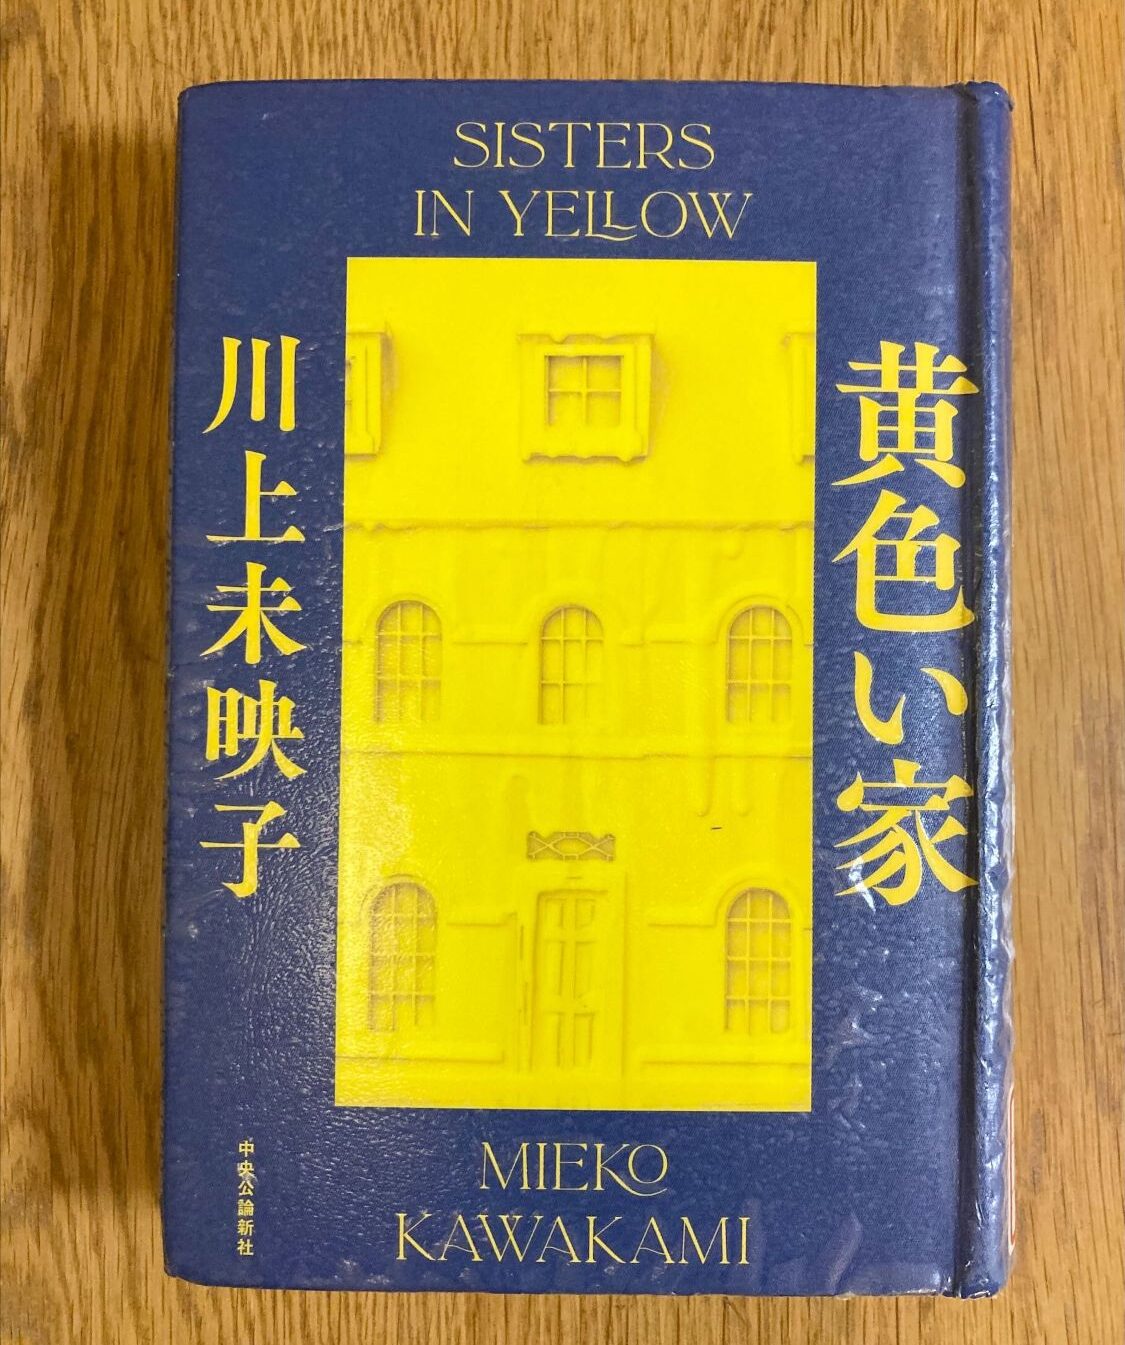 SISTERS
IN YELLOW
黄色い家
川上未映子
MIEKO
KAWAKAMI
中央公論新社